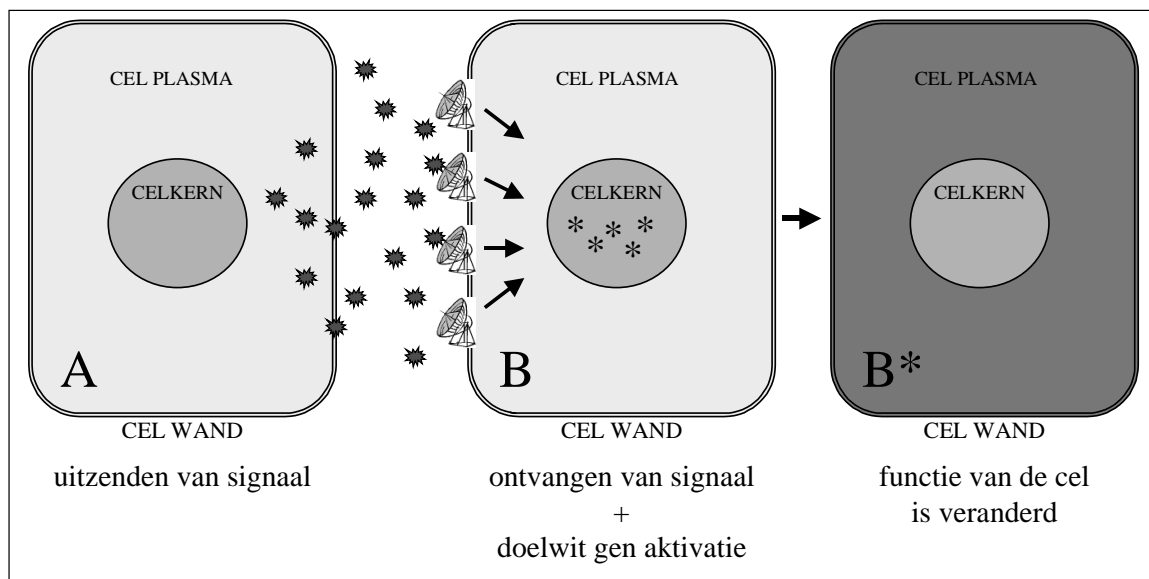 CEL PLASMA
CELKERN
A
CEL WAND
uitzenden van signaal
CEL PLASMA
CELKERN
* * * * *
B
CEL WAND
ontvangen van signaal
+
doelwit gen aktivatie
CEL PLASMA
CELKERN
B*
CEL WAND
functie van de cel
is veranderd